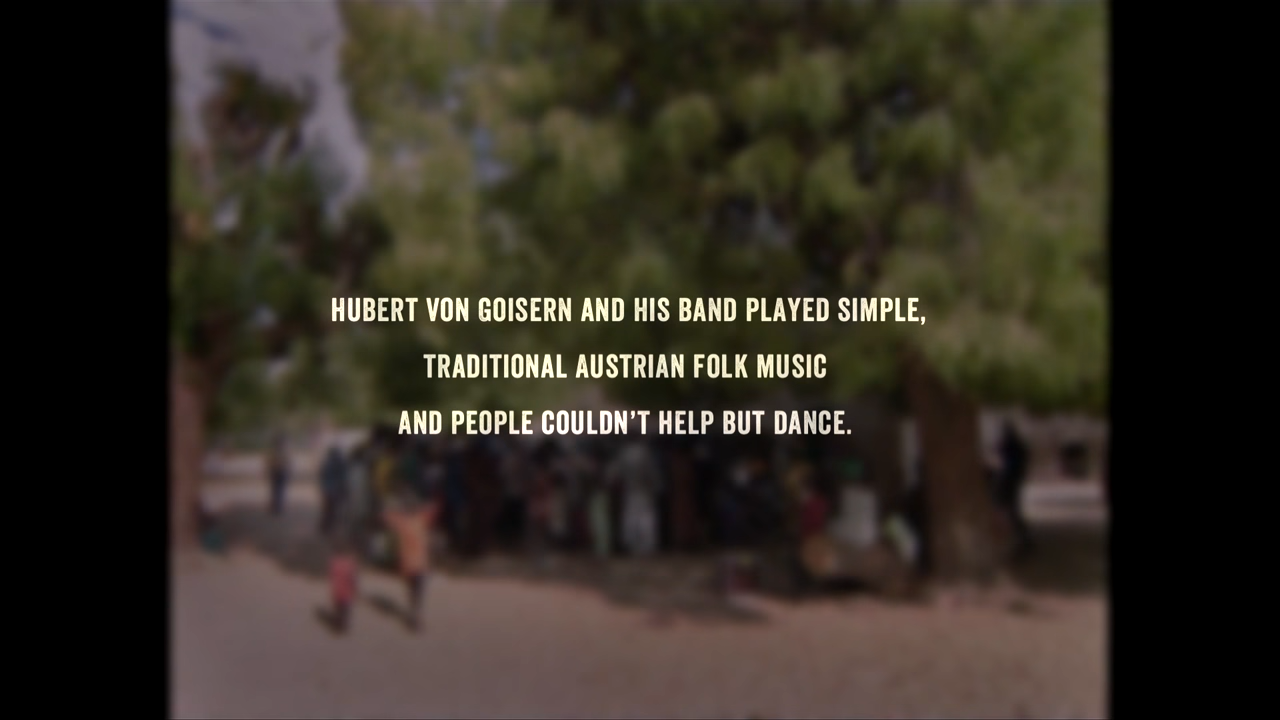 HUBERT VON GOISERN AND HIS BAND PLAYED SIMPLE,
TRADITIONAL AUSTRIAN FOLK MUSIC
AND PEOPLE COULDN'T HELP BUT DANCE.